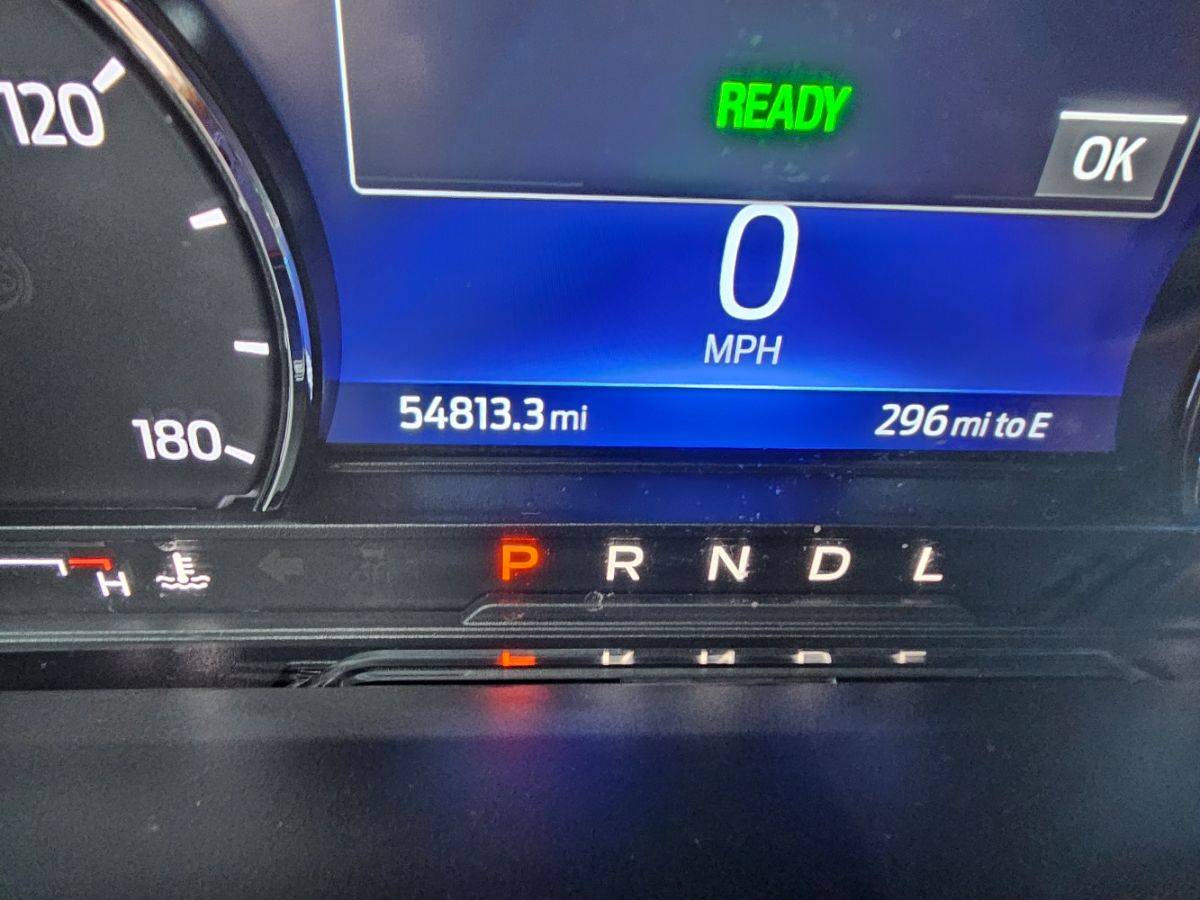 120
READY
OK
0
MPH
54813.3 mi
296 mi to E
180
H
P R N D L